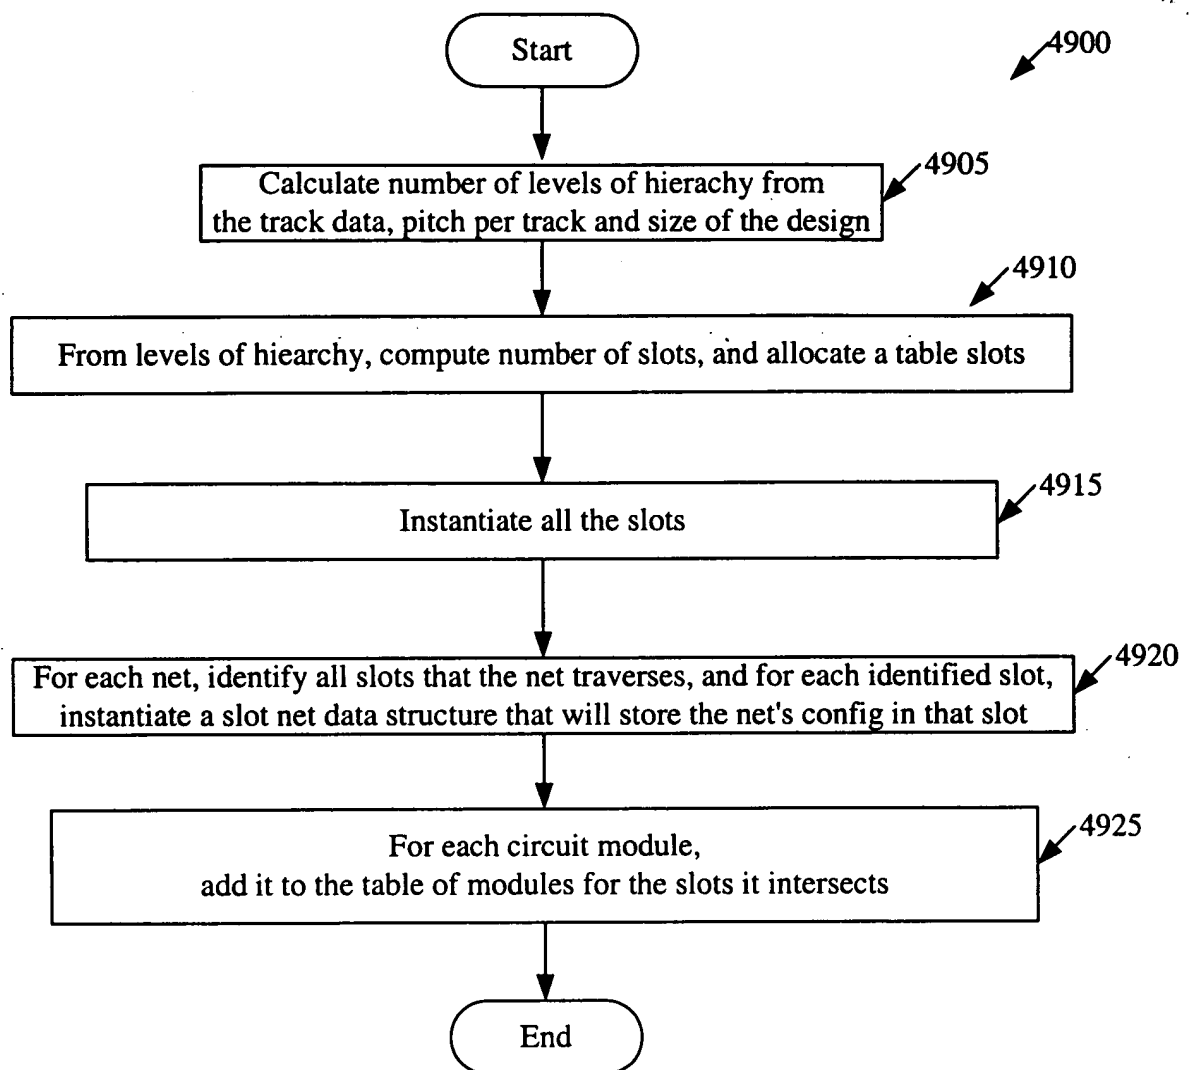 Start
4900
4905
Calculate number of levels of hierachy from
the track data, pitch per track and size of the design
4910
From levels of hiearchy, compute number of slots, and allocate a table slots
4915
Instantiate all the slots
4920
For each net, identify all slots that the net traverses, and for each identified slot,
instantiate a slot net data structure that will store the net's config in that slot
4925
For each circuit module,
add it to the table of modules for the slots it intersects
End